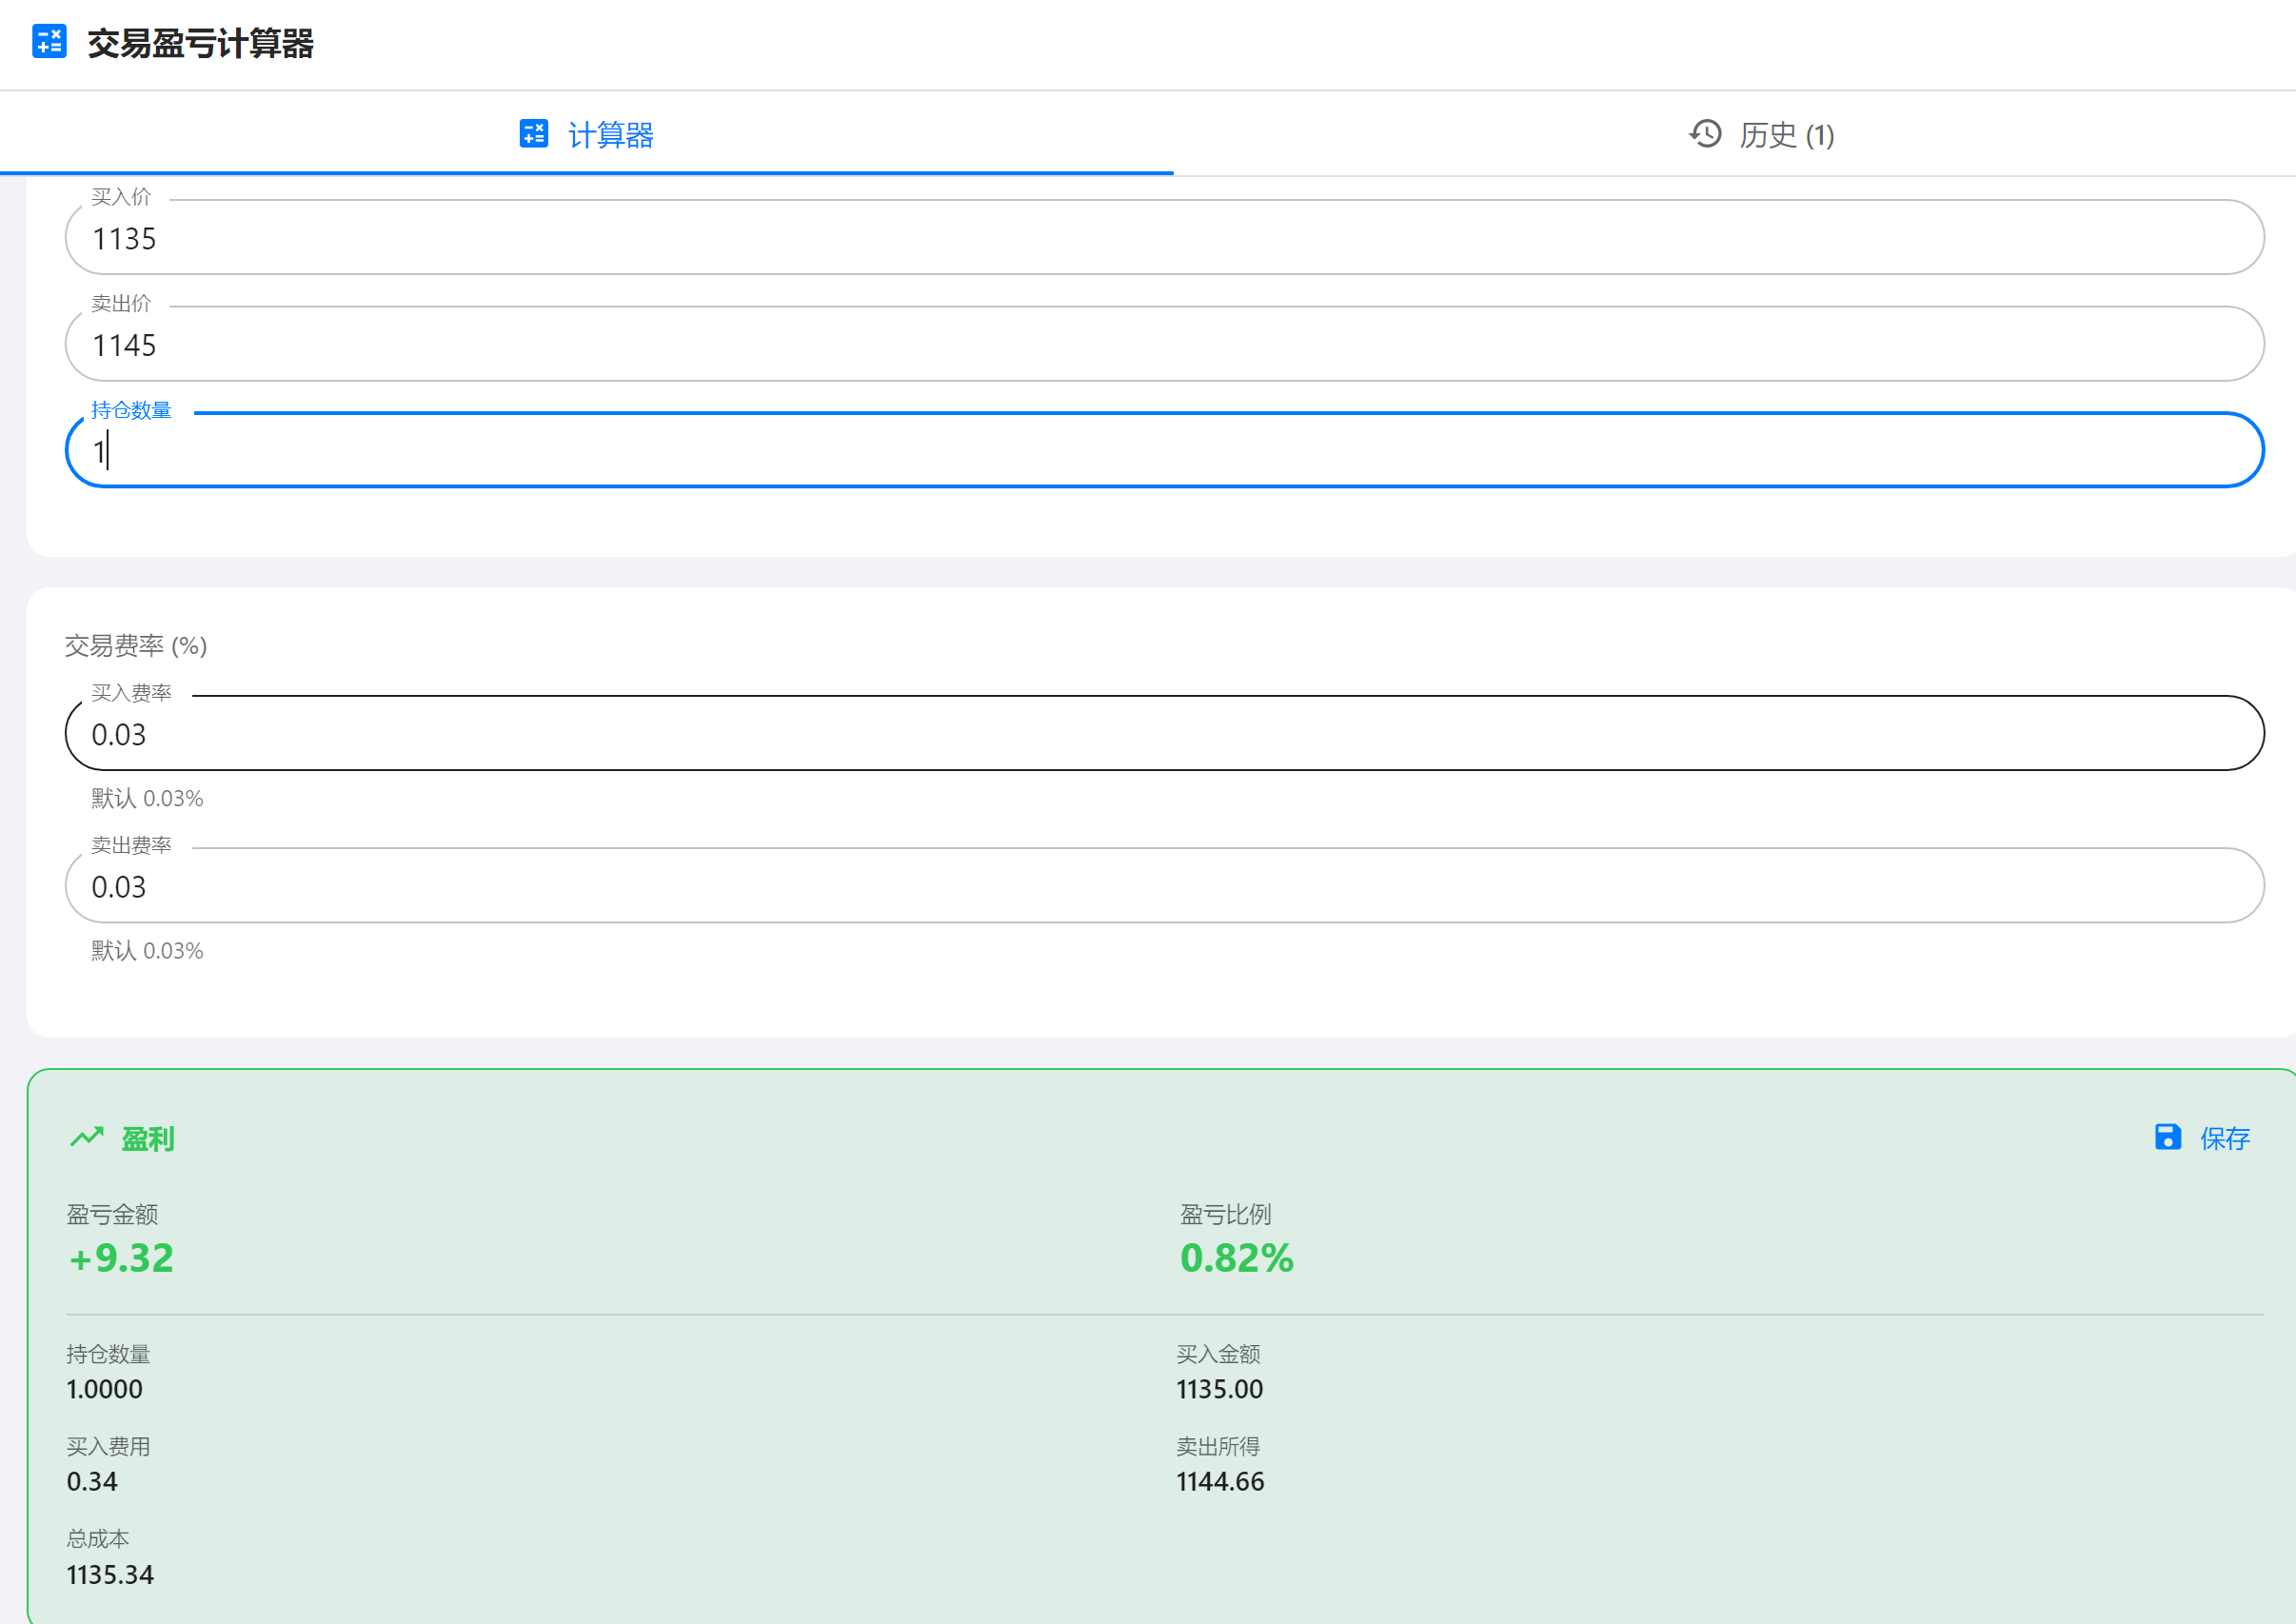 交易盈亏计算器
计算器
历史 (1)
买入价
1135
卖出价
1145
持仓数量
1
交易费率 (%)
买入费率
0.03
默认 0.03%
卖出费率
0.03
默认 0.03%
盈利
保存
盈亏金额
盈亏比例
+9.32
0.82%
持仓数量
买入金额
1.0000
1135.00
买入费用
卖出所得
0.34
1144.66
总成本
1135.34